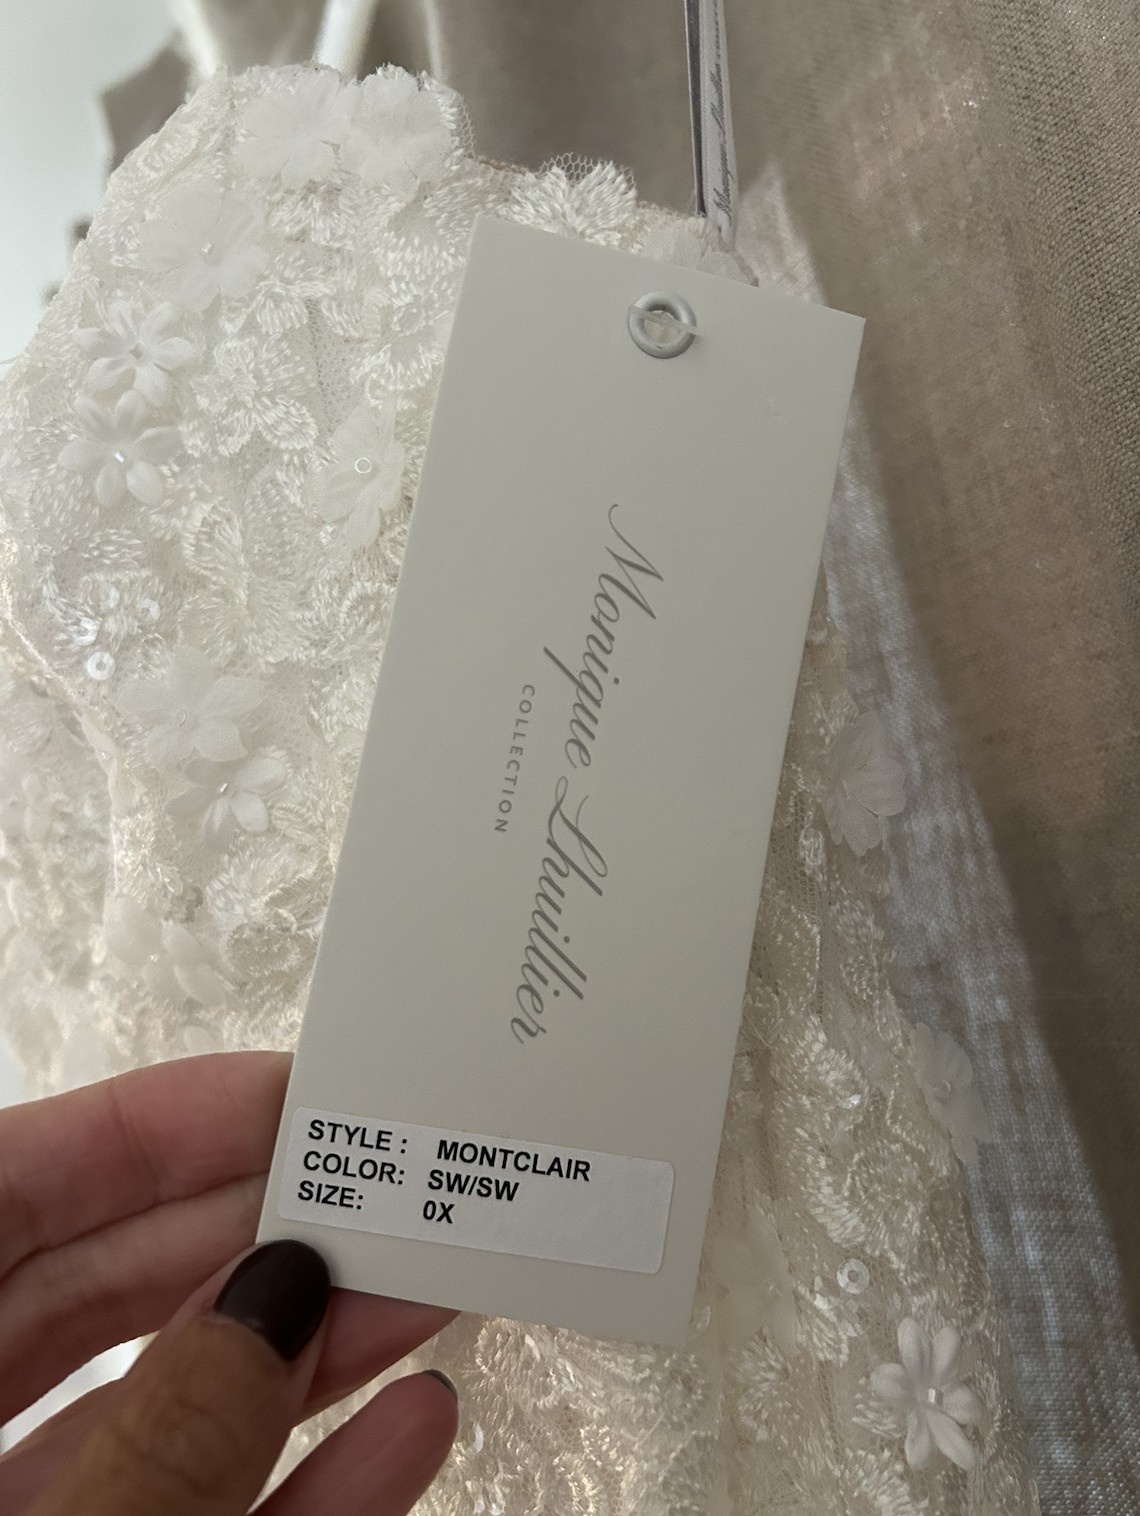 Monique Lhuillier
COLLECTION
STYLE : MONTCLAIR
COLOR: SW/SW
SIZE: 0X